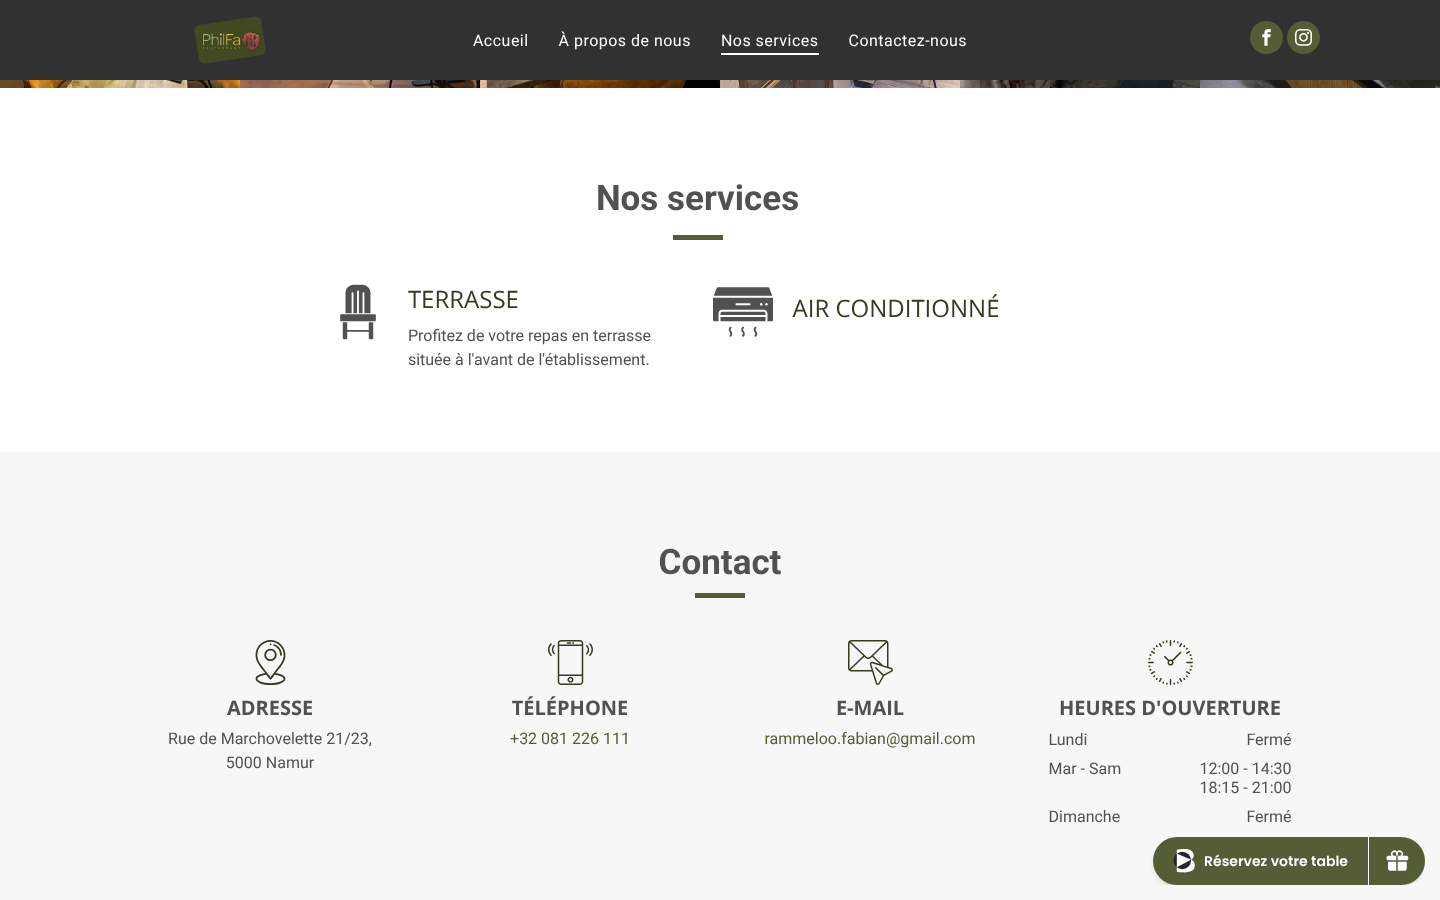 PhilFa
Accueil
À propos de nous
Nos services
Contactez-nous
Nos services
TERRASSE
Profitez de votre repas en terrasse
située à l'avant de l'établissement.
AIR CONDITIONNÉ
Contact
ADRESSE
Rue de Marchovelette 21/23,
5000 Namur
TÉLÉPHONE
+32 081 226 111
E-MAIL
rammeloo.fabian@gmail.com
HEURES D'OUVERTURE
Lundi Fermé
Mar - Sam 12:00 - 14:30
18:15 - 21:00
Dimanche Fermé
Réservez votre table